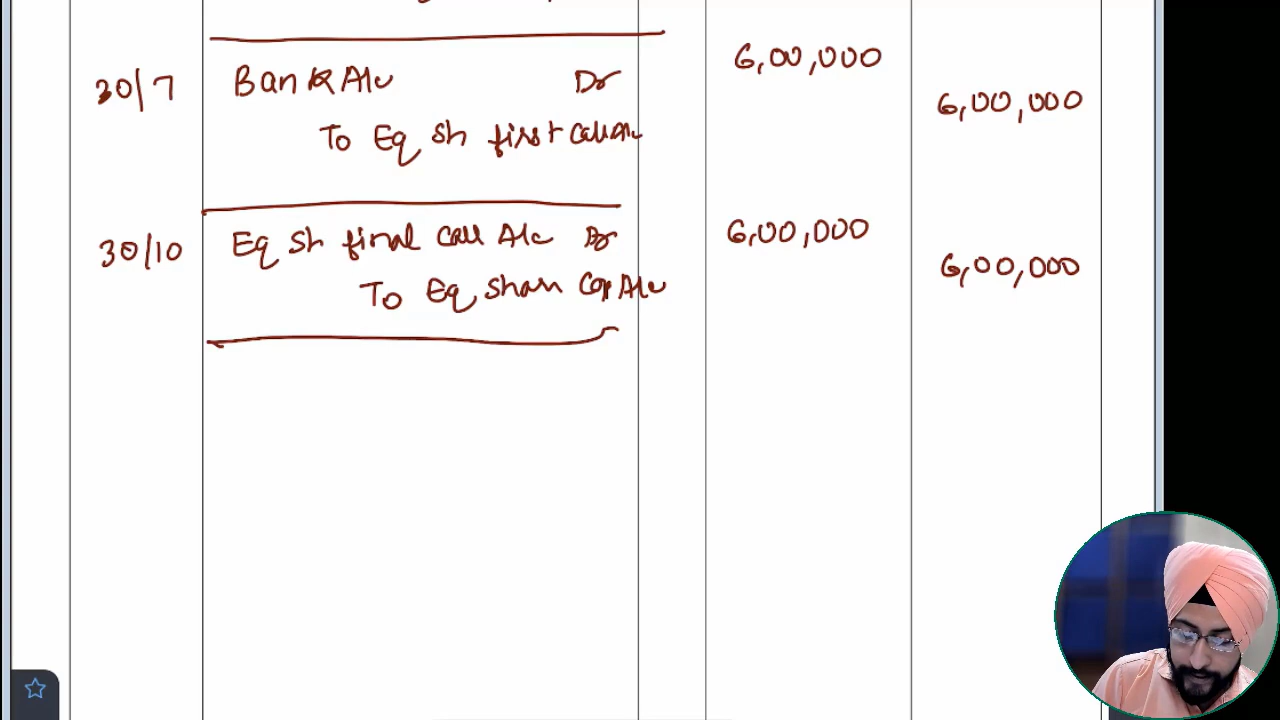 30/7 Bank A/c Dr 6,00,000
To Eq Sh first Call A/c 6,00,000
30/10 Eq Sh final Call A/c Dr 6,00,000
To Eq Share Cap A/c 6,00,000